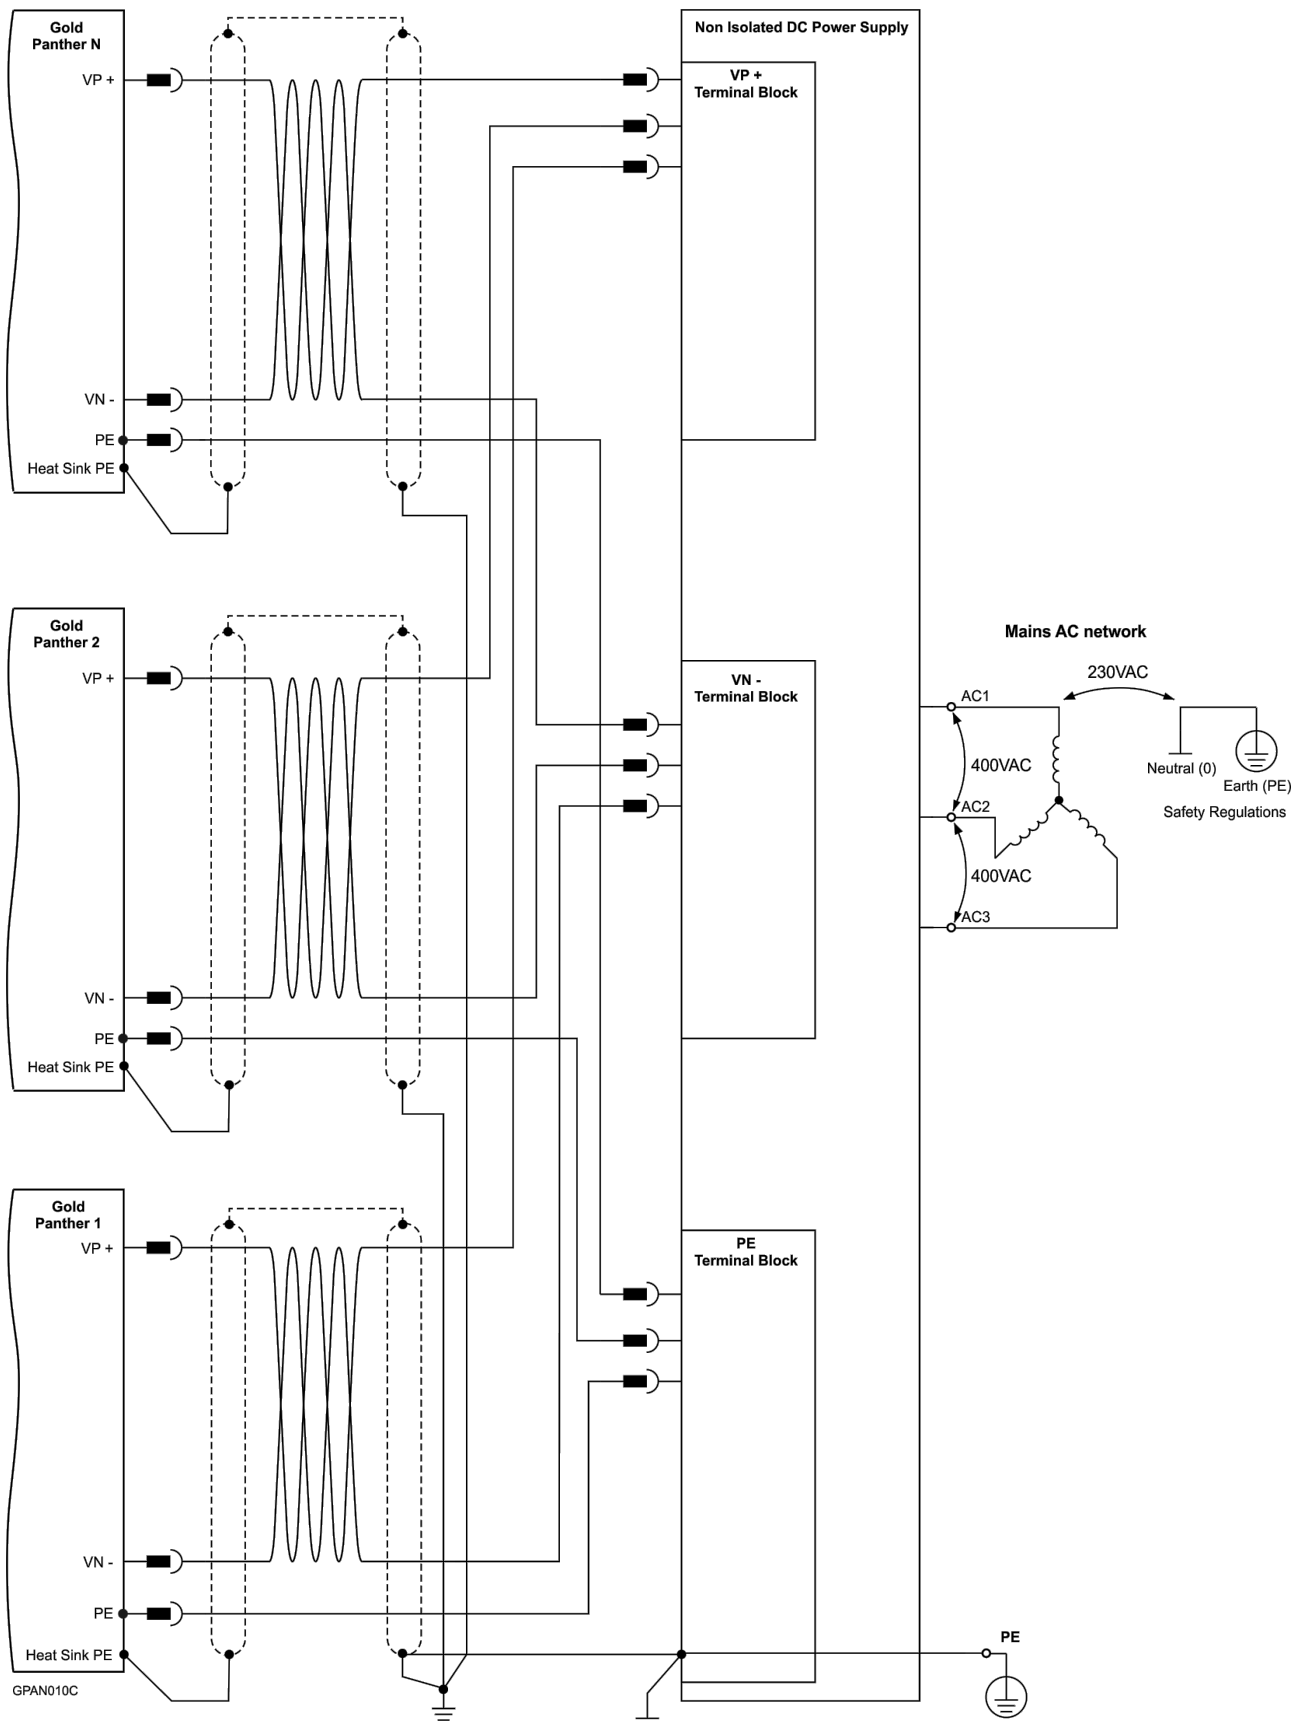 Gold
Panther N
VP +
VN -
PE
Heat Sink PE
Non Isolated DC Power Supply
VP +
Terminal Block
Gold
Panther 2
VP +
VN -
PE
Heat Sink PE
VN -
Terminal Block
Mains AC network
230VAC
AC1
400VAC
Neutral (0)
Earth (PE)
AC2
Safety Regulations
400VAC
AC3
Gold
Panther 1
VP +
VN -
PE
Heat Sink PE
PE
Terminal Block
PE
GPAN010C